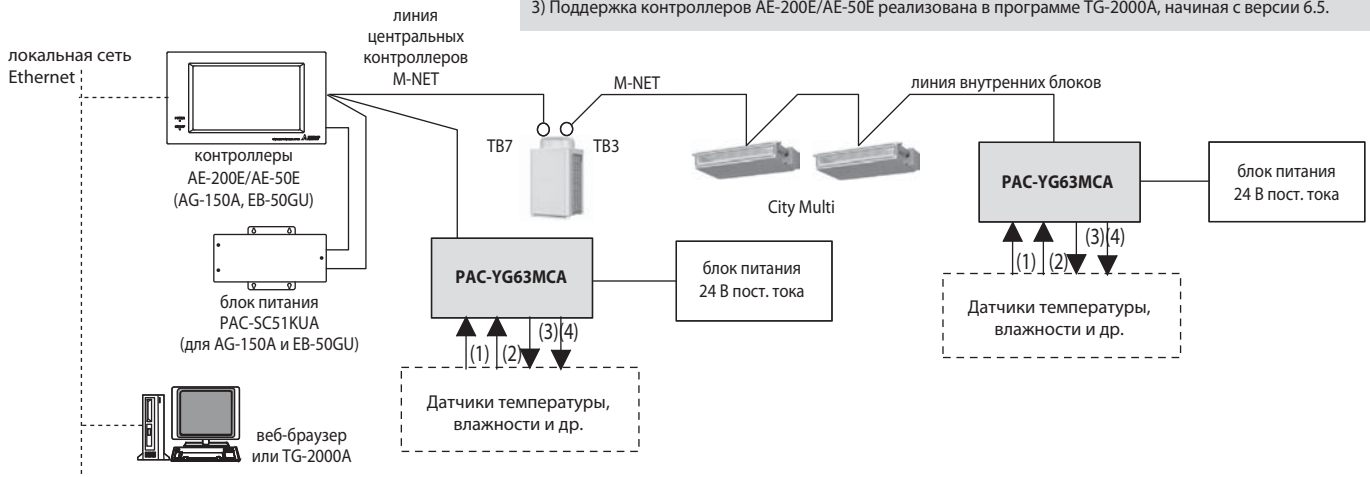 3) Поддержка контроллеров AE-200E/AE-50E реализована в программе TG-2000A, начиная с версии 6.5.
локальная сеть
Ethernet
линия
центральных
контроллеров
M-NET
контроллеры
AE-200E/AE-50E
(AG-150A, EB-50GU)
блок питания
PAC-SC51KUA
(для AG-150A и EB-50GU)
веб-браузер
или TG-2000A
TB7
TB3
M-NET
City Multi
линия внутренних блоков
PAC-YG63MCA
блок питания
24 В пост. тока
(1)
(2)
(3)
(4)
Датчики температуры,
влажности и др.
PAC-YG63MCA
блок питания
24 В пост. тока
(1)
(2)
(3)
(4)
Датчики температуры,
влажности и др.